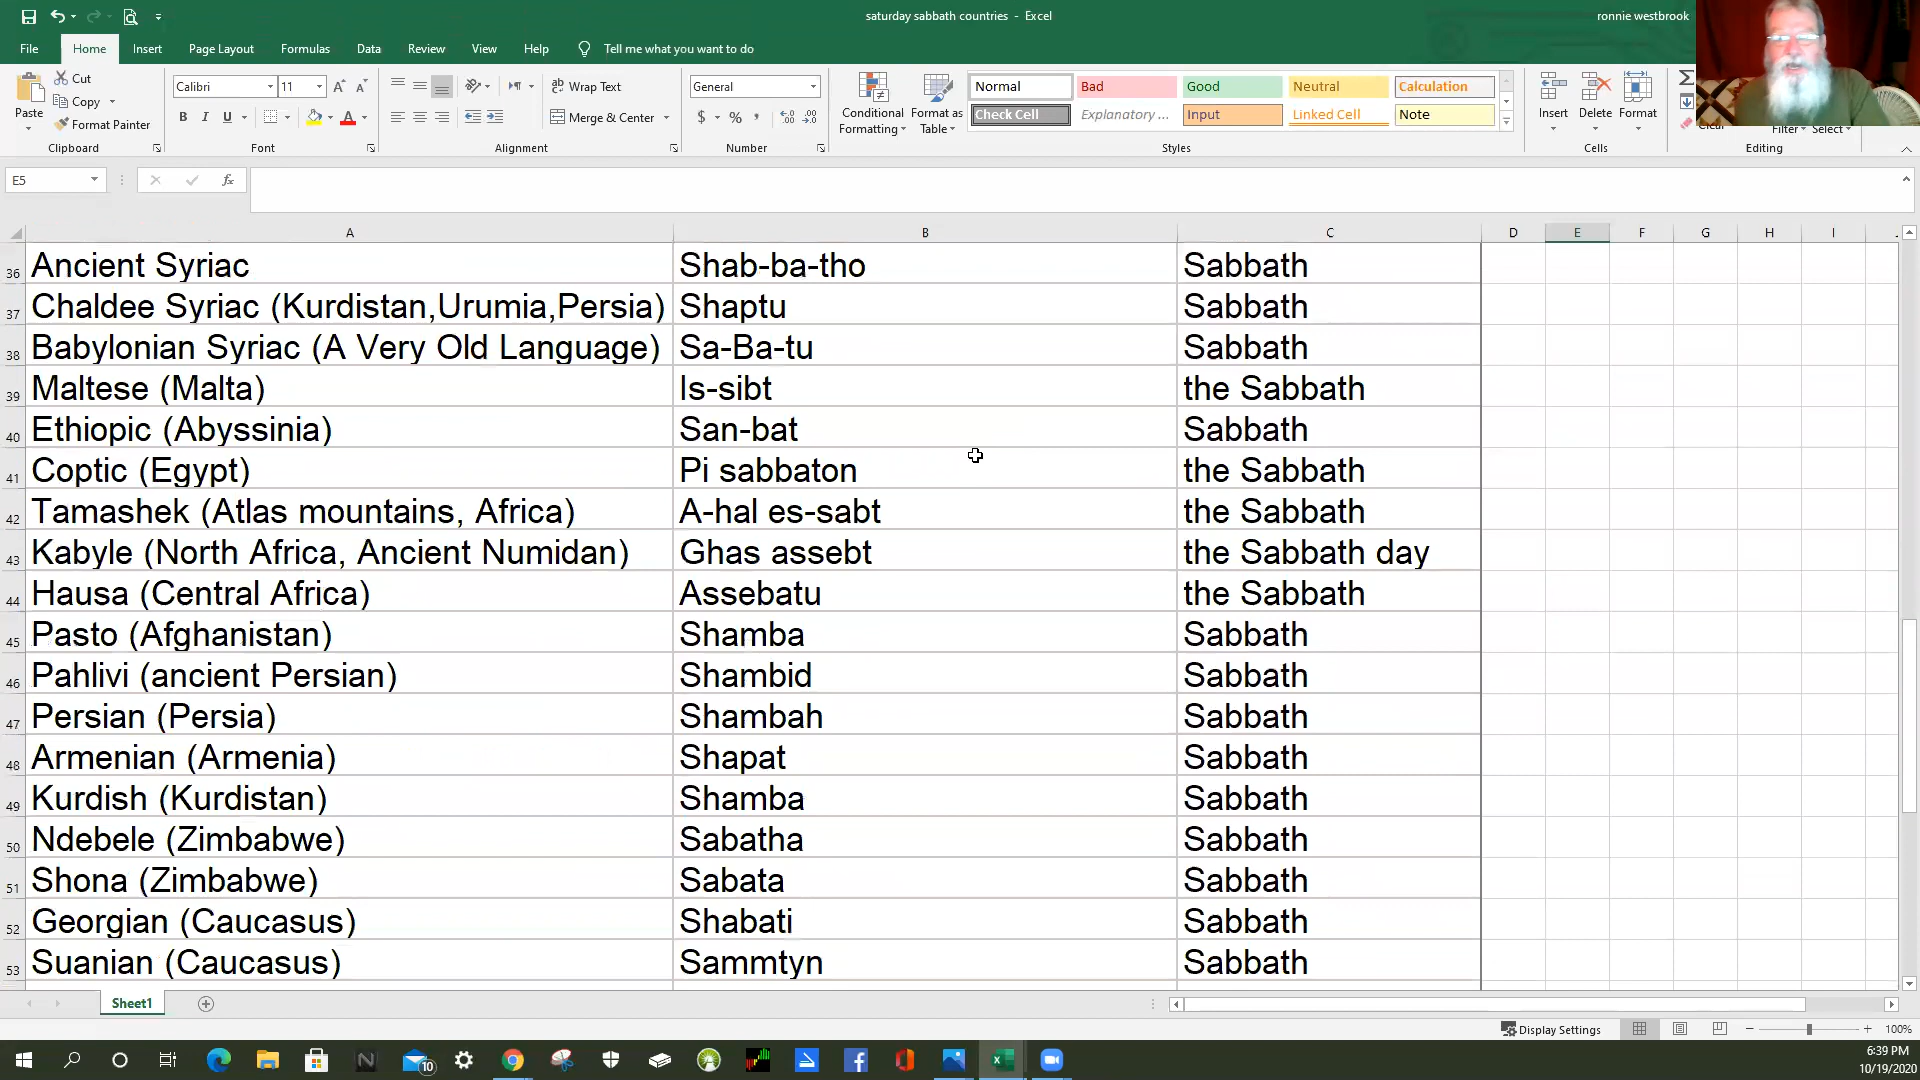 saturday sabbath countries - Excel
ronnie westbrook
File Home Insert Page Layout Formulas Data Review View Help Tell me what you want to do
Paste
Cut
Copy
Format Painter
Clipboard
Calibri 11
B I U
Font
Wrap Text
Merge & Center
Alignment
General
$ % ,
Number
Conditional Formatting
Format as Table
Normal Bad Good Neutral Calculation
Check Cell Explanatory ... Input Linked Cell Note
Styles
Insert Delete Format
Cells
Clear
Filter Select
Editing
E5 fx
A B C D E F G H I
36 Ancient Syriac Shab-ba-tho Sabbath
37 Chaldee Syriac (Kurdistan,Urumia,Persia) Shaptu Sabbath
38 Babylonian Syriac (A Very Old Language) Sa-Ba-tu Sabbath
39 Maltese (Malta) Is-sibt the Sabbath
40 Ethiopic (Abyssinia) San-bat Sabbath
41 Coptic (Egypt) Pi sabbaton the Sabbath
42 Tamashek (Atlas mountains, Africa) A-hal es-sabt the Sabbath
43 Kabyle (North Africa, Ancient Numidan) Ghas assebt the Sabbath day
44 Hausa (Central Africa) Assebatu the Sabbath
45 Pasto (Afghanistan) Shamba Sabbath
46 Pahlivi (ancient Persian) Shambid Sabbath
47 Persian (Persia) Shambah Sabbath
48 Armenian (Armenia) Shapat Sabbath
49 Kurdish (Kurdistan) Shamba Sabbath
50 Ndebele (Zimbabwe) Sabatha Sabbath
51 Shona (Zimbabwe) Sabata Sabbath
52 Georgian (Caucasus) Shabati Sabbath
53 Suanian (Caucasus) Sammtyn Sabbath
Sheet1
Display Settings 100%
10
6:39 PM
10/19/2020